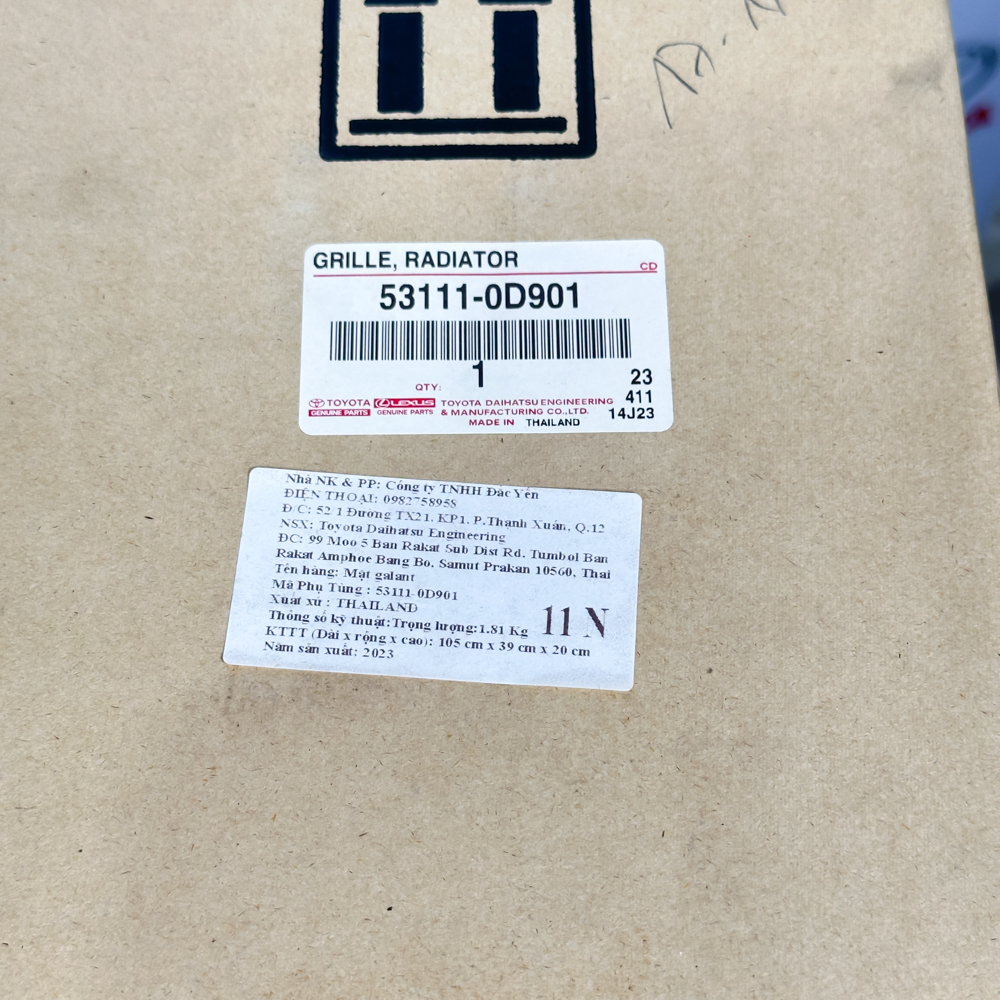 GRILLE, RADIATOR
CD
53111-0D901
QTY: 1
23
411
14J23
TOYOTA GENUINE PARTS
LEXUS GENUINE PARTS
TOYOTA DAIHATSU ENGINEERING
& MANUFACTURING CO.,LTD.
MADE IN THAILAND
Nhà NK & PP: Công ty TNHH Đắc Yến
ĐIỆN THOẠI: 0982758958
Đ/C: 52/1 Đường TX21, KP1, P.Thạnh Xuân, Q.12
NSX: Toyota Daihatsu Engineering
ĐC: 99 Moo 5 Ban Rakat Sub Dist Rd. Tumbol Ban
Rakat Amphoe Bang Bo, Samut Prakan 10560, Thai
Tên hàng: Mặt galant
Mã Phụ Tùng : 53111-0D901
Xuất xứ : THAILAND
Thông số kỹ thuật:Trọng lượng:1.81 Kg
KTTT (Dài x rộng x cao): 105 cm x 39 cm x 20 cm
Năm sản xuất: 2023
11 N